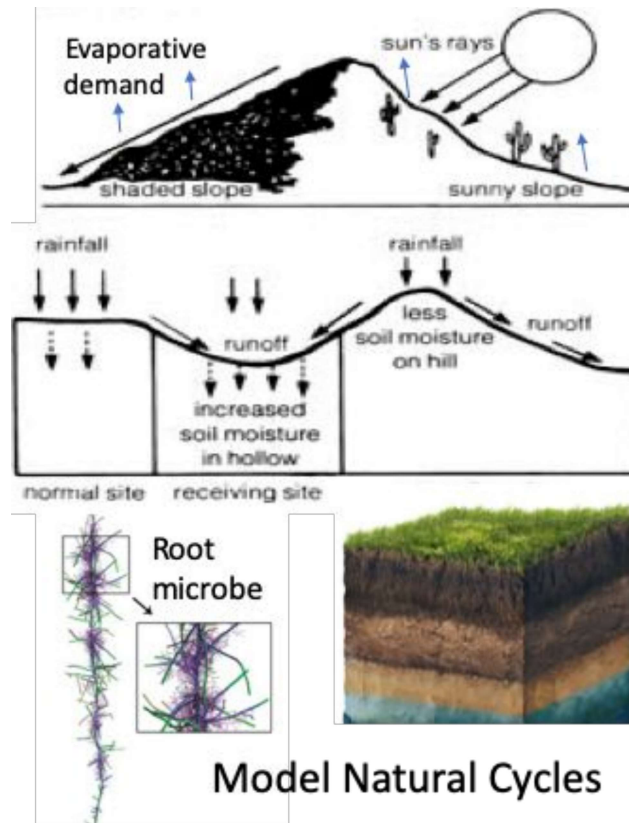 Evaporative
demand
sun's rays
shaded slope
sunny slope
rainfall
rainfall
runoff
less
soil moisture
on hill
runoff
increased
soil moisture
in hollow
normal site
receiving site
Root
microbe
Model Natural Cycles